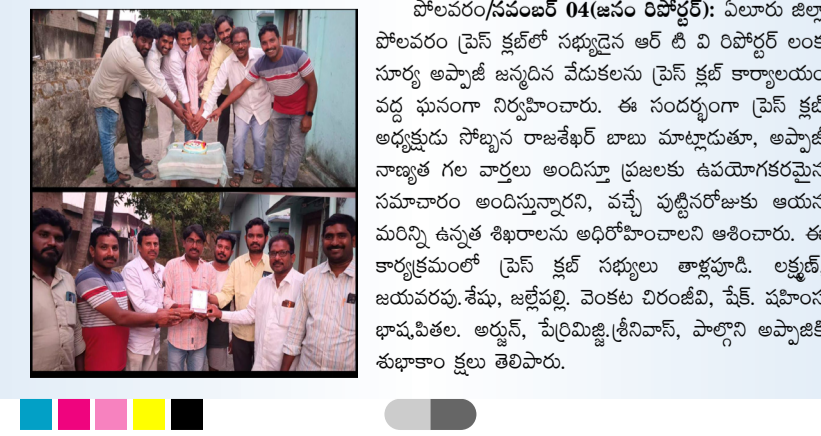 పోలవరం/నవంబర్ 04(జనం రిపోర్టర్): ఏలూరు జిల్లా
పోలవరం ప్రెస్ క్లబ్‌లో సభ్యుడైన ఆర్ టి వి రిపోర్టర్ లంక
సూర్య అప్పాజీ జన్మదిన వేడుకలను ప్రెస్ క్లబ్ కార్యాలయం
వద్ద ఘనంగా నిర్వహించారు. ఈ సందర్భంగా ప్రెస్ క్లబ్
అధ్యక్షుడు సోబ్బన రాజశేఖర్ బాబు మాట్లాడుతూ, అప్పాజీ
నాణ్యత గల వార్తలు అందిస్తూ ప్రజలకు ఉపయోగకరమైన
సమాచారం అందిస్తున్నారని, వచ్చే పుట్టినరోజుకు ఆయన
మరిన్ని ఉన్నత శిఖరాలను అధిరోహించాలని ఆశించారు. ఈ
కార్యక్రమంలో ప్రెస్ క్లబ్ సభ్యులు తాళ్లపూడి. లక్ష్మణ్,
జయవరపు.శేషు, జల్లేపల్లి. వెంకట చిరంజీవి, షేక్. షహింస
భాష,పితల. అర్జున్, పేర్రిమిజ్జి.శ్రీనివాస్, పాల్గొని అప్పాజికి
శుభాకాం క్షలు తెలిపారు.